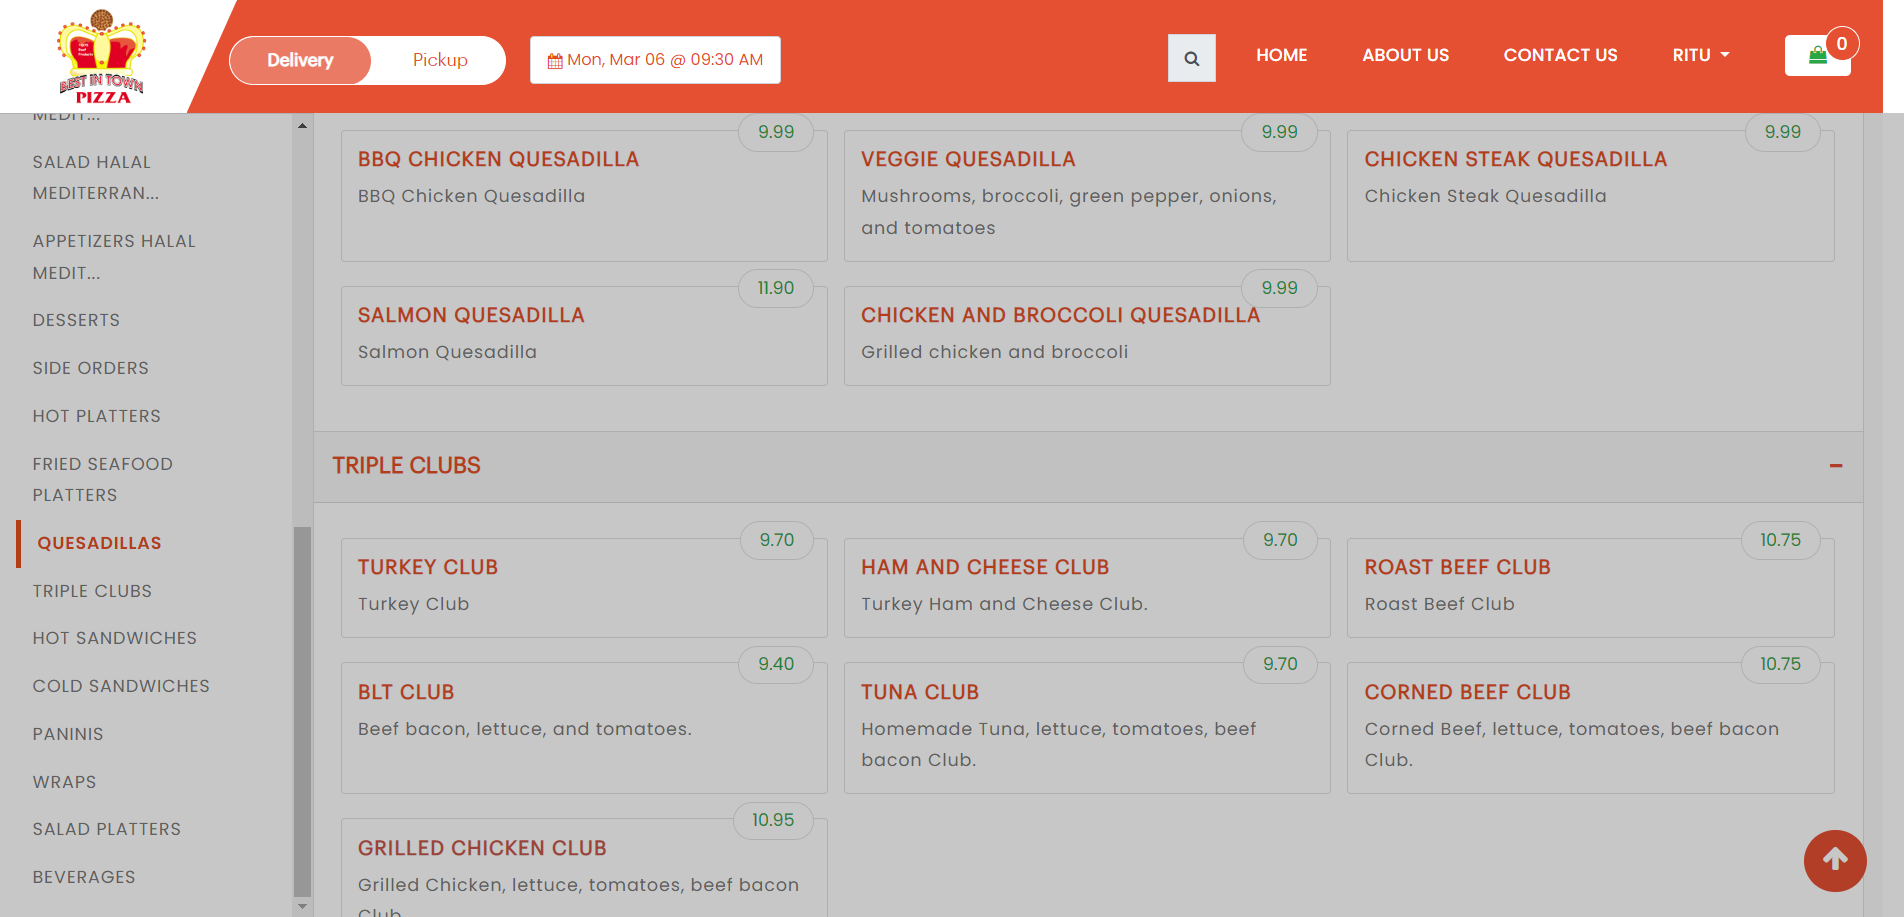 BEST IN TOWN
PIZZA
Delivery
Pickup
Mon, Mar 06 @ 09:30 AM
HOME
ABOUT US
CONTACT US
RITU
0
MEDIT...
SALAD HALAL
MEDITERRAN...
APPETIZERS HALAL
MEDIT...
DESSERTS
SIDE ORDERS
HOT PLATTERS
FRIED SEAFOOD
PLATTERS
QUESADILLAS
TRIPLE CLUBS
HOT SANDWICHES
COLD SANDWICHES
PANINIS
WRAPS
SALAD PLATTERS
BEVERAGES
9.99
BBQ CHICKEN QUESADILLA
BBQ Chicken Quesadilla
9.99
VEGGIE QUESADILLA
Mushrooms, broccoli, green pepper, onions,
and tomatoes
9.99
CHICKEN STEAK QUESADILLA
Chicken Steak Quesadilla
11.90
SALMON QUESADILLA
Salmon Quesadilla
9.99
CHICKEN AND BROCCOLI QUESADILLA
Grilled chicken and broccoli
TRIPLE CLUBS
9.70
TURKEY CLUB
Turkey Club
9.70
HAM AND CHEESE CLUB
Turkey Ham and Cheese Club.
10.75
ROAST BEEF CLUB
Roast Beef Club
9.40
BLT CLUB
Beef bacon, lettuce, and tomatoes.
9.70
TUNA CLUB
Homemade Tuna, lettuce, tomatoes, beef
bacon Club.
10.75
CORNED BEEF CLUB
Corned Beef, lettuce, tomatoes, beef bacon
Club.
10.95
GRILLED CHICKEN CLUB
Grilled Chicken, lettuce, tomatoes, beef bacon
Club